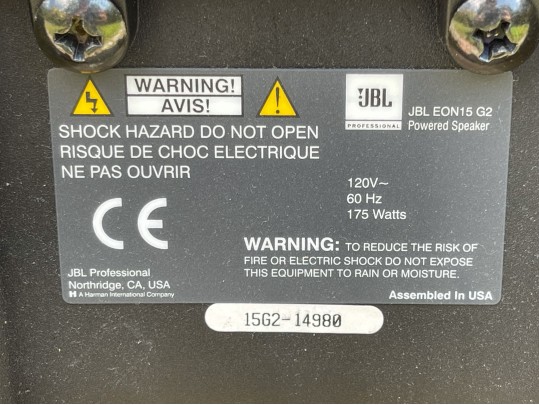 WARNING!
AVIS!
SHOCK HAZARD DO NOT OPEN
RISQUE DE CHOC ELECTRIQUE
NE PAS OUVRIR
JBL
PROFESSIONAL
JBL EON15 G2
Powered Speaker
120V~
60 Hz
175 Watts
CE
WARNING: TO REDUCE THE RISK OF
FIRE OR ELECTRIC SHOCK DO NOT EXPOSE
THIS EQUIPMENT TO RAIN OR MOISTURE.
JBL Professional
Northridge, CA, USA
A Harman International Company
Assembled In USA
15G2-14980